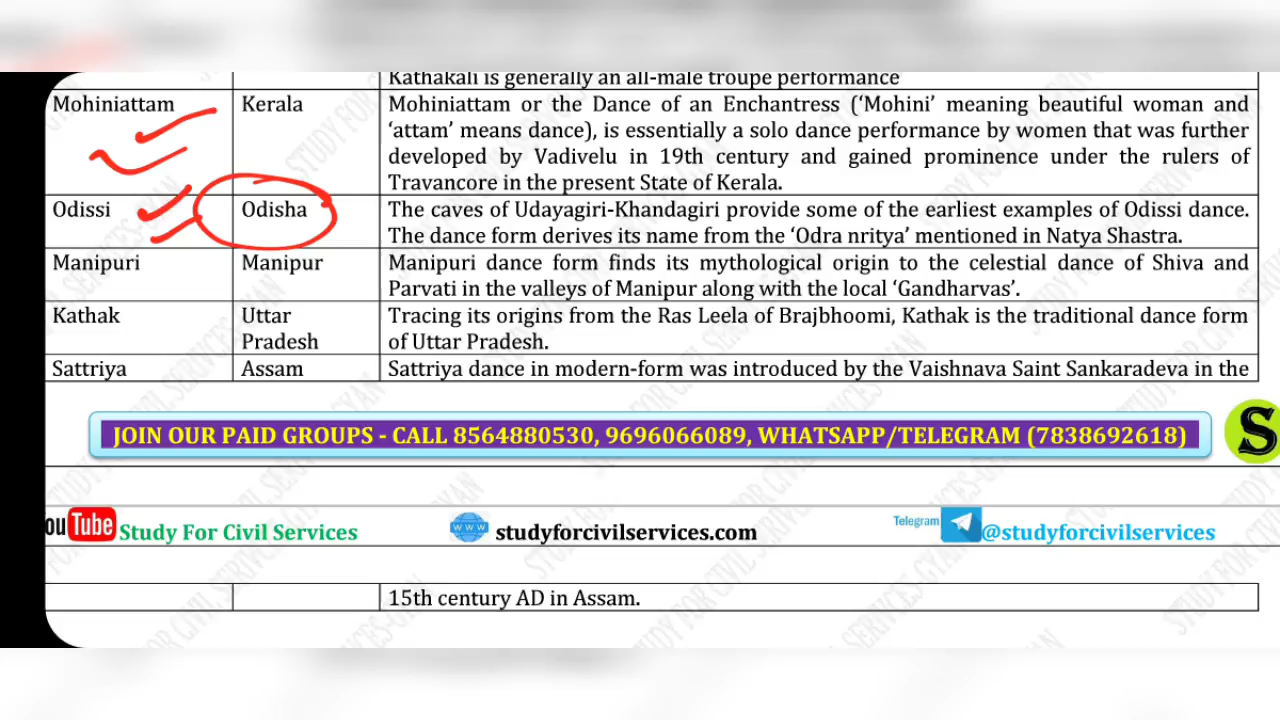 Kathakali is generally an all-male troupe performance
Mohiniattam Kerala Mohiniattam or the Dance of an Enchantress (‘Mohini’ meaning beautiful woman and
‘attam’ means dance), is essentially a solo dance performance by women that was further
developed by Vadivelu in 19th century and gained prominence under the rulers of
Travancore in the present State of Kerala.
Odissi Odisha The caves of Udayagiri-Khandagiri provide some of the earliest examples of Odissi dance.
The dance form derives its name from the ‘Odra nritya’ mentioned in Natya Shastra.
Manipuri Manipur Manipuri dance form finds its mythological origin to the celestial dance of Shiva and
Parvati in the valleys of Manipur along with the local ‘Gandharvas’.
Kathak Uttar Tracing its origins from the Ras Leela of Brajbhoomi, Kathak is the traditional dance form
Pradesh of Uttar Pradesh.
Sattriya Assam Sattriya dance in modern-form was introduced by the Vaishnava Saint Sankaradeva in the
JOIN OUR PAID GROUPS - CALL 8564880530, 9696066089, WHATSAPP/TELEGRAM (7838692618)
S
ouTube Study For Civil Services www studyforcivilservices.com Telegram @studyforcivilservices
15th century AD in Assam.